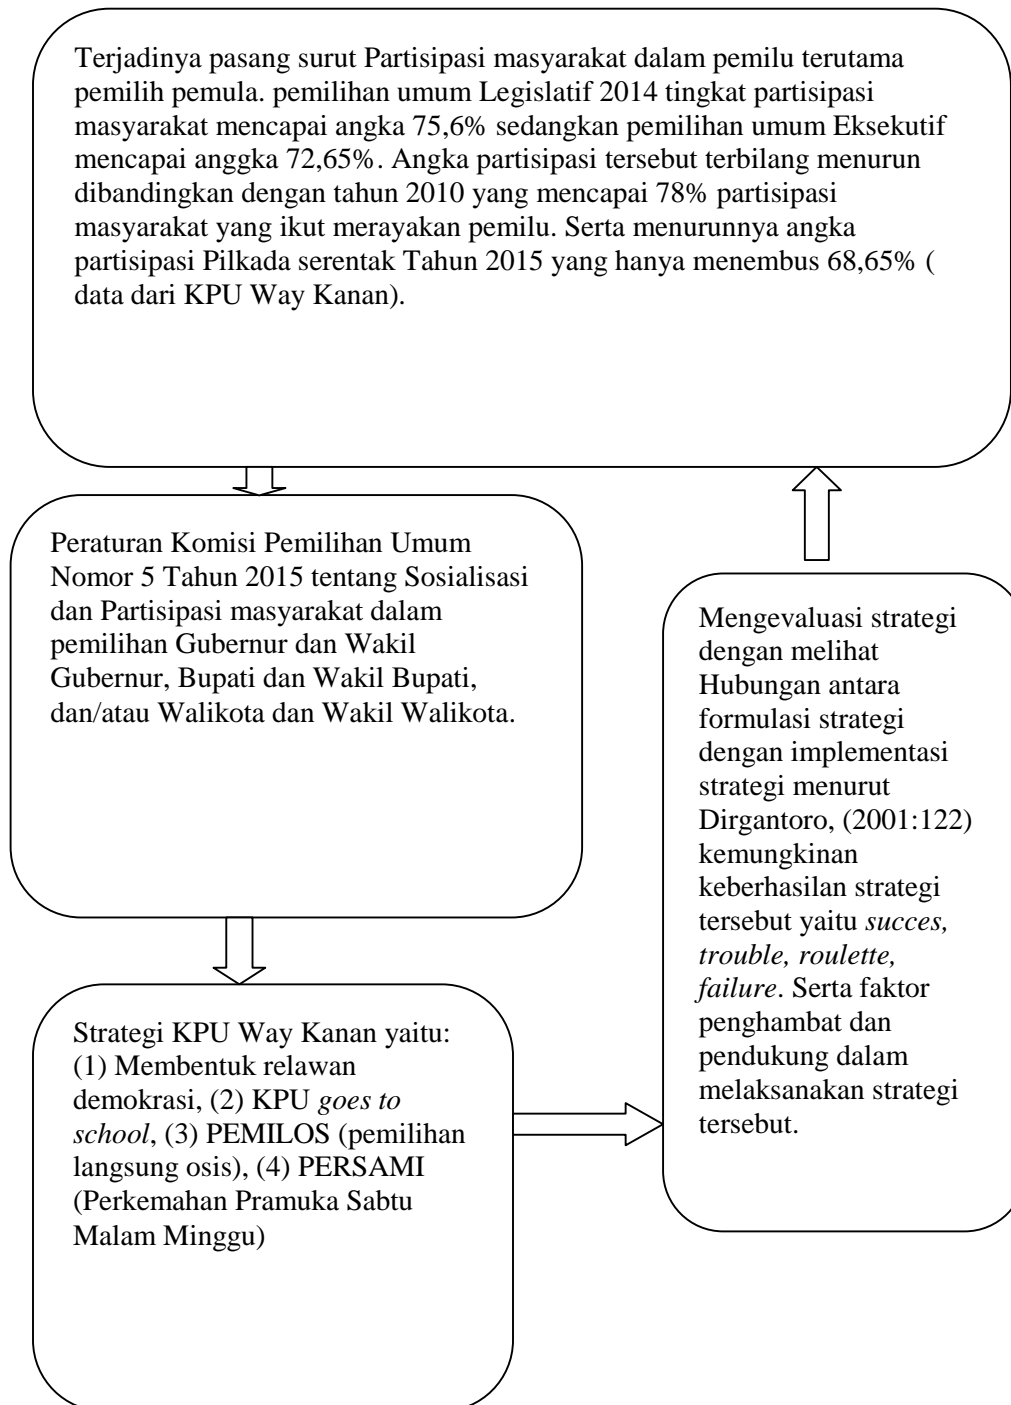 Terjadinya pasang surut Partisipasi masyarakat dalam pemilu terutama
pemilih pemula. pemilihan umum Legislatif 2014 tingkat partisipasi
masyarakat mencapai angka 75,6% sedangkan pemilihan umum Eksekutif
mencapai anggka 72,65%. Angka partisipasi tersebut terbilang menurun
dibandingkan dengan tahun 2010 yang mencapai 78% partisipasi
masyarakat yang ikut merayakan pemilu. Serta menurunnya angka
partisipasi Pilkada serentak Tahun 2015 yang hanya menembus 68,65% (
data dari KPU Way Kanan).
Peraturan Komisi Pemilihan Umum
Nomor 5 Tahun 2015 tentang Sosialisasi
dan Partisipasi masyarakat dalam
pemilihan Gubernur dan Wakil
Gubernur, Bupati dan Wakil Bupati,
dan/atau Walikota dan Wakil Walikota.
Strategi KPU Way Kanan yaitu:
(1) Membentuk relawan
demokrasi, (2) KPU goes to
school, (3) PEMILOS (pemilihan
langsung osis), (4) PERSAMI
(Perkemahan Pramuka Sabtu
Malam Minggu)
Mengevaluasi strategi
dengan melihat
Hubungan antara
formulasi strategi
dengan implementasi
strategi menurut
Dirgantoro, (2001:122)
kemungkinan
keberhasilan strategi
tersebut yaitu succes,
trouble, roulette,
failure. Serta faktor
penghambat dan
pendukung dalam
melaksanakan strategi
tersebut.